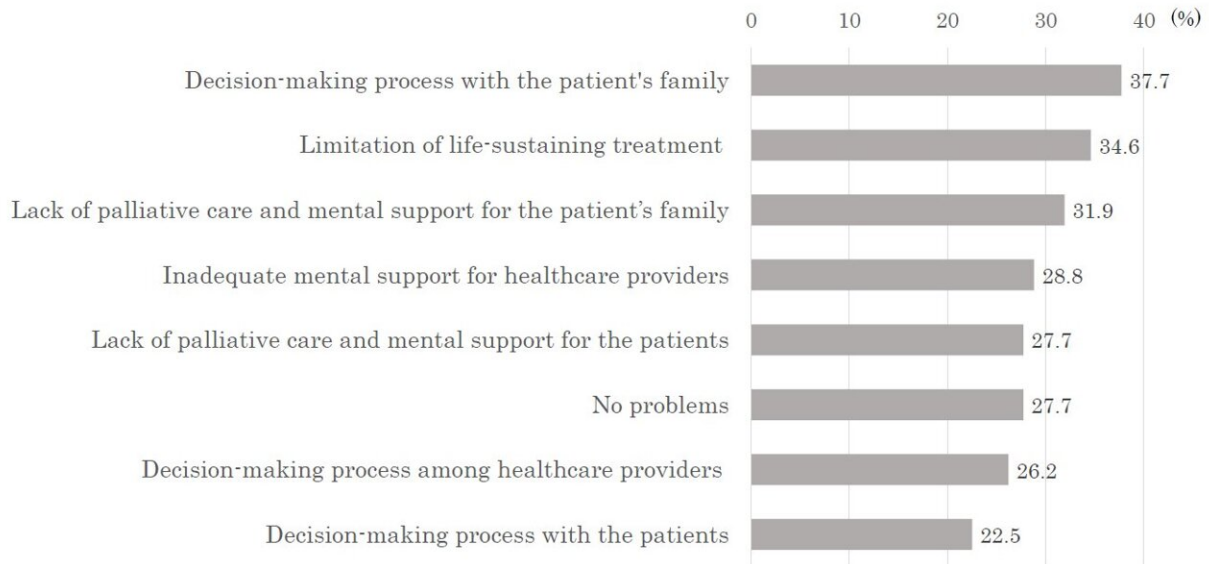 0 10 20 30 40 (%)
Decision-making process with the patient's family 37.7
Limitation of life-sustaining treatment 34.6
Lack of palliative care and mental support for the patient’s family 31.9
Inadequate mental support for healthcare providers 28.8
Lack of palliative care and mental support for the patients 27.7
No problems 27.7
Decision-making process among healthcare providers 26.2
Decision-making process with the patients 22.5